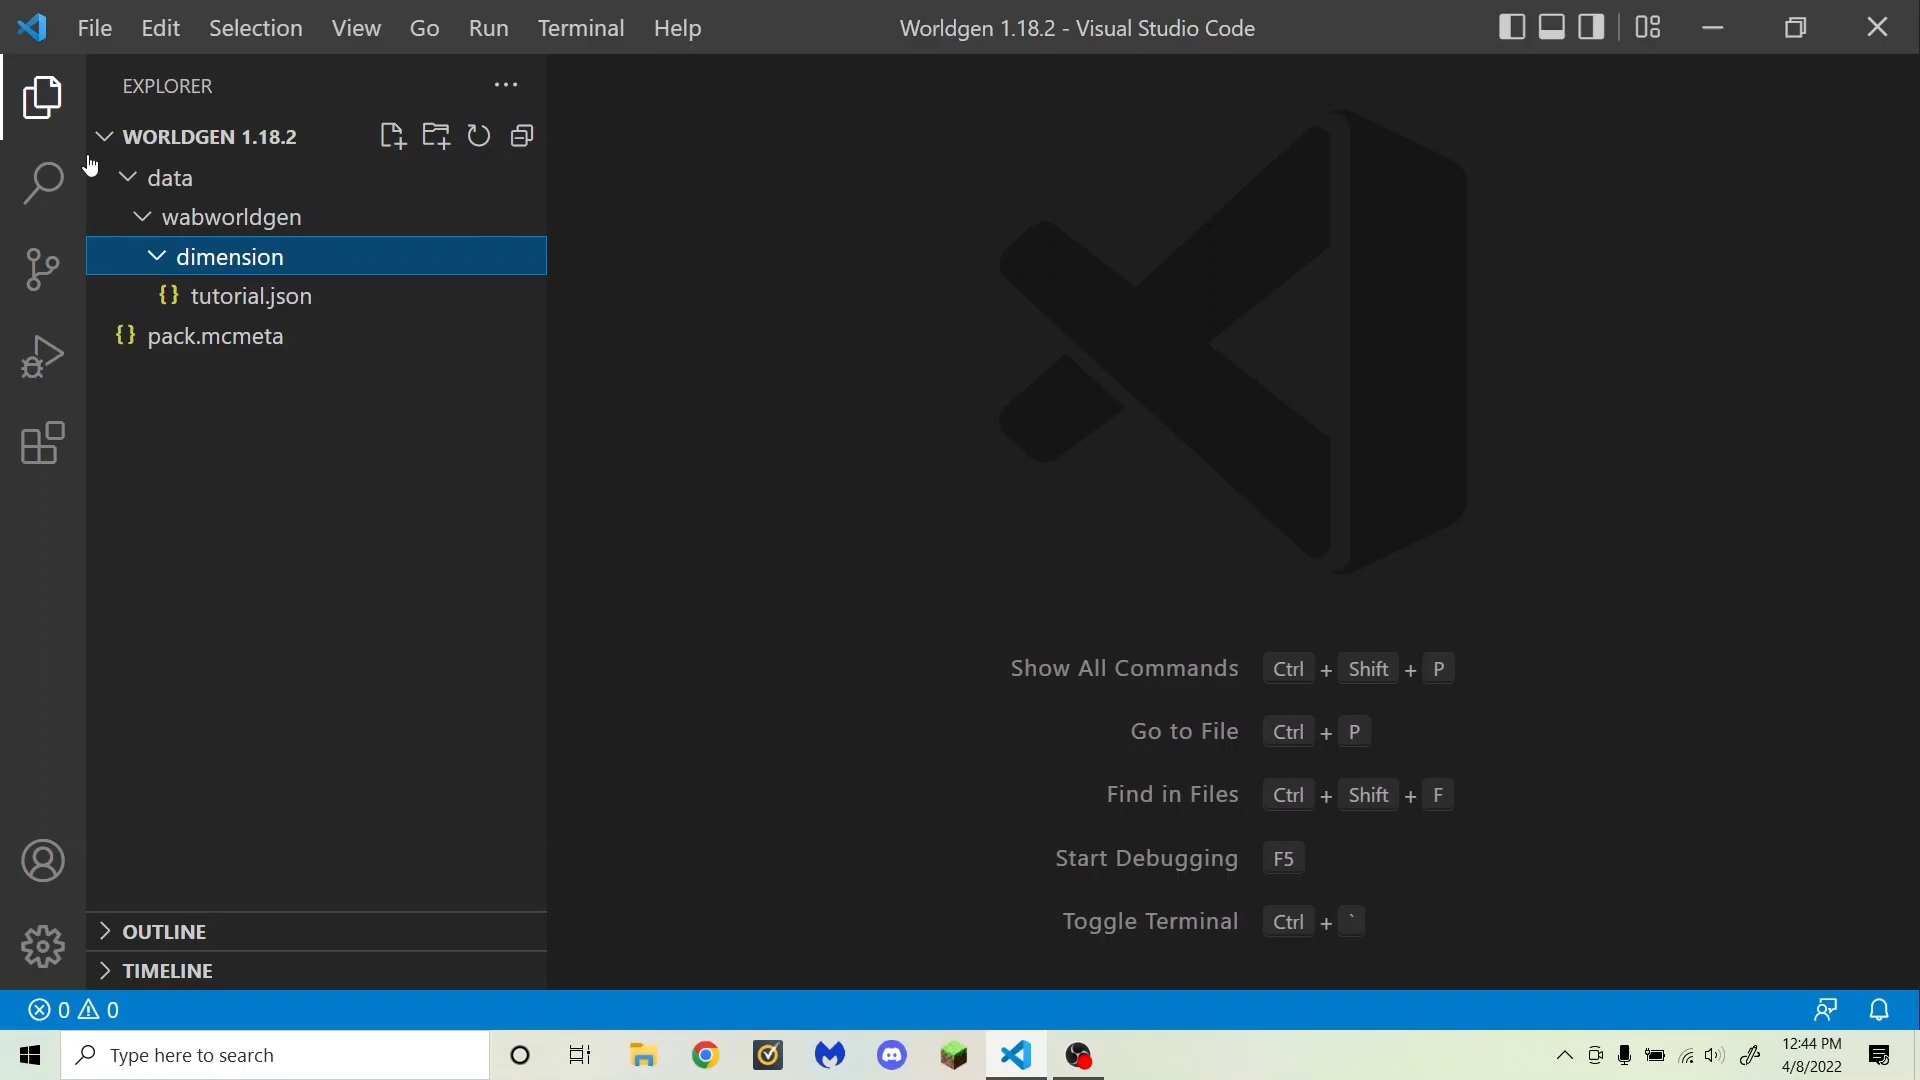 File Edit Selection View Go Run Terminal Help
Worldgen 1.18.2 - Visual Studio Code
EXPLORER
WORLDGEN 1.18.2
data
wabworldgen
dimension
{} tutorial.json
{} pack.mcmeta
Show All Commands Ctrl + Shift + P
Go to File Ctrl + P
Find in Files Ctrl + Shift + F
Start Debugging F5
Toggle Terminal Ctrl + `
OUTLINE
TIMELINE
0 0
Type here to search
12:44 PM
4/8/2022